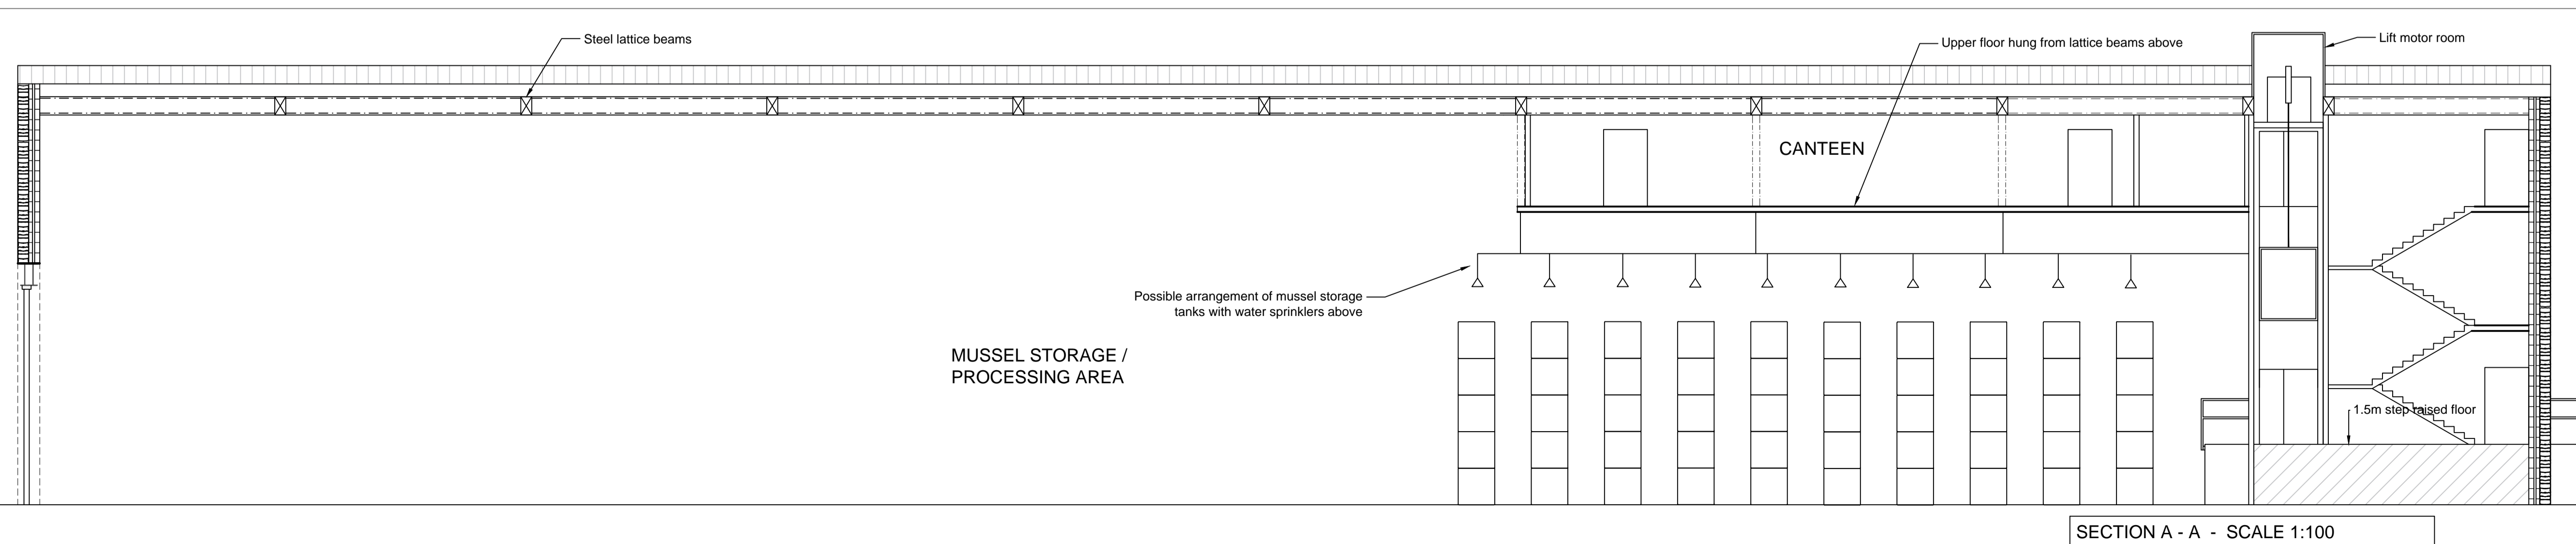 Steel lattice beams
Upper floor hung from lattice beams above
Lift motor room
CANTEEN
Possible arrangement of mussel storage
tanks with water sprinklers above
MUSSEL STORAGE /
PROCESSING AREA
1.5m step raised floor
SECTION A - A - SCALE 1:100